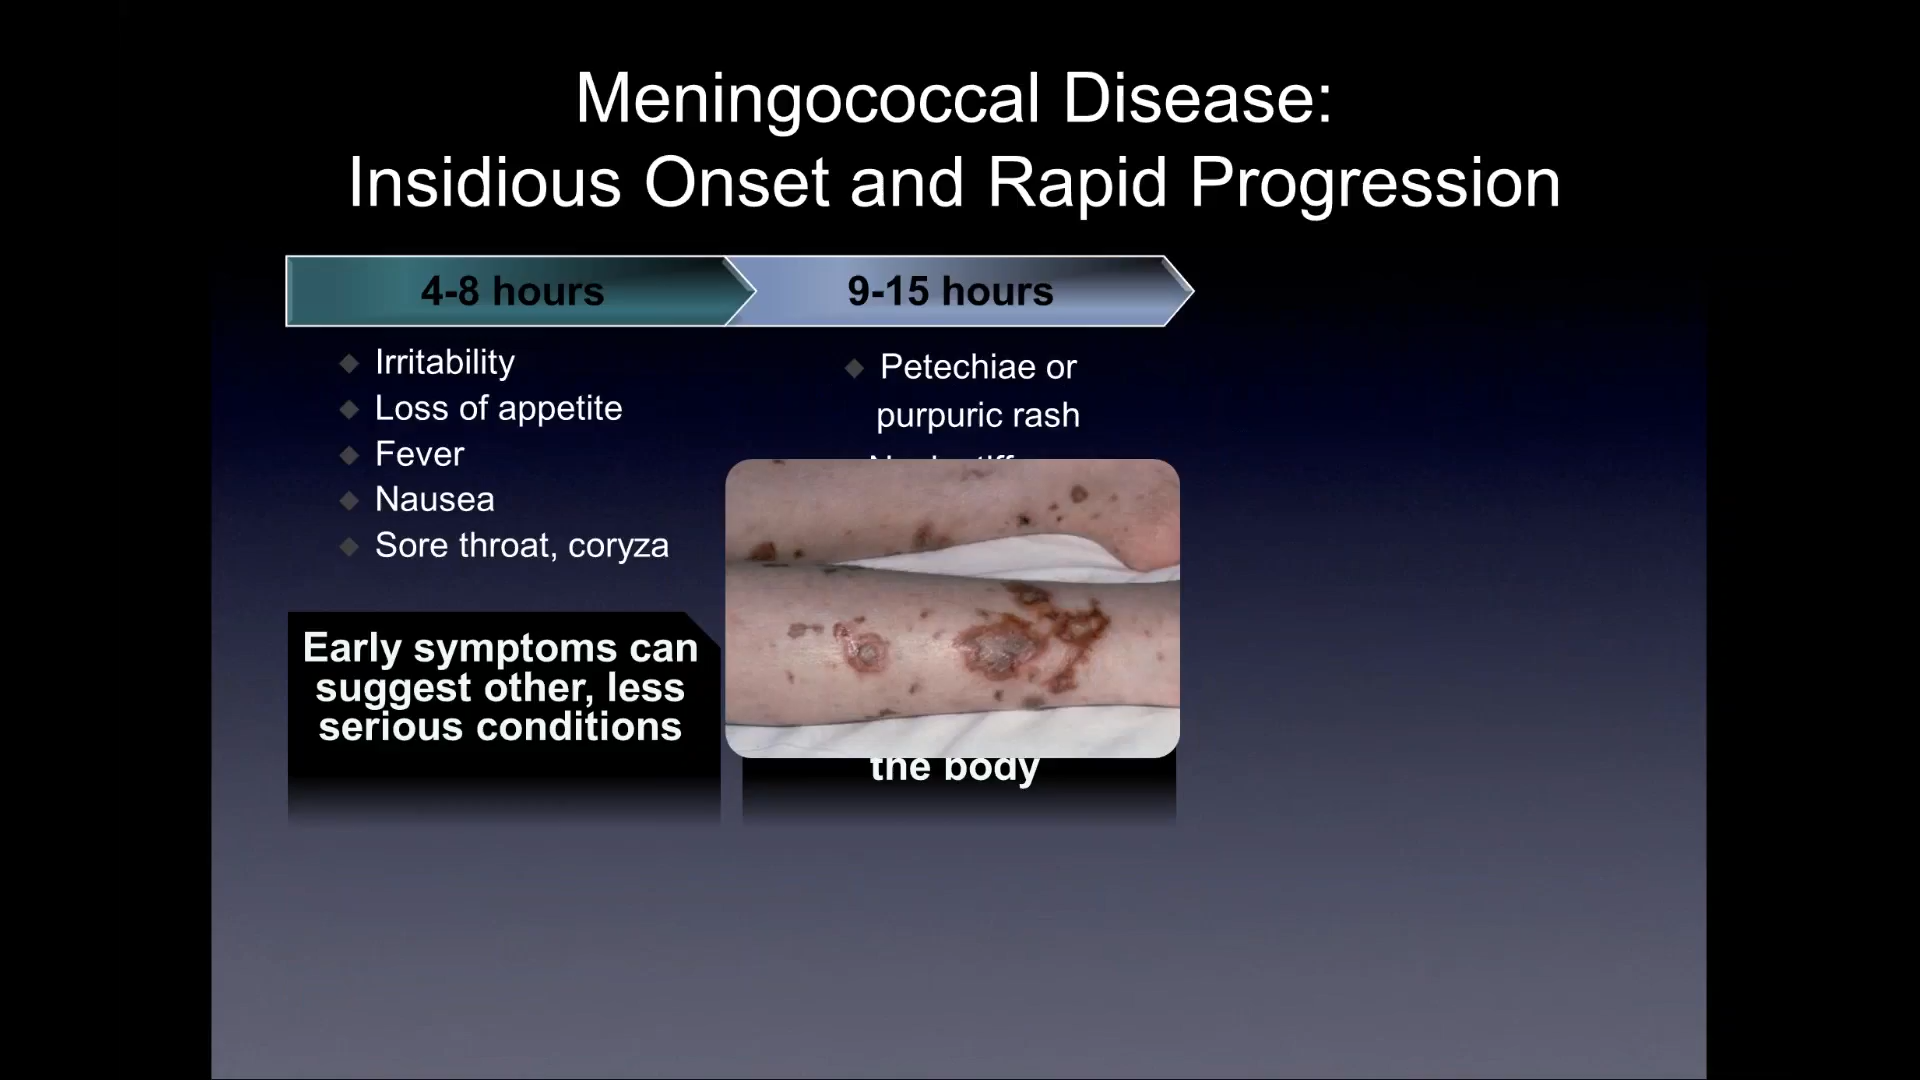 Meningococcal Disease:
Insidious Onset and Rapid Progression
4-8 hours
Irritability
Loss of appetite
Fever
Nausea
Sore throat, coryza
Early symptoms can
suggest other, less
serious conditions
9-15 hours
Petechiae or
purpuric rash
the body